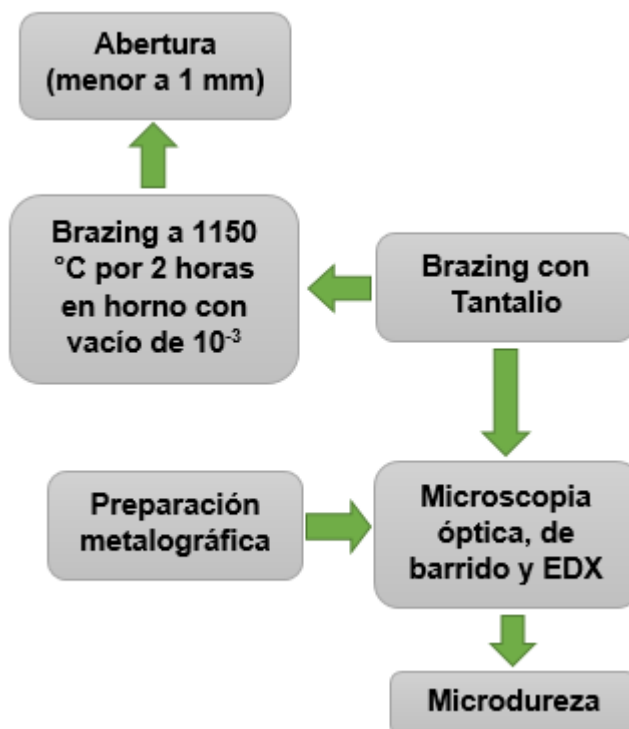 Abertura
(menor a 1 mm)
Brazing a 1150
°C por 2 horas
en horno con
vacío de 10⁻³
Brazing con
Tantalio
Preparación
metalográfica
Microscopia
óptica, de
barrido y EDX
Microdureza